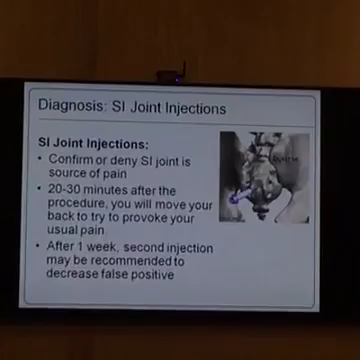 Diagnosis: SI Joint Injections
SI Joint Injections:
• Confirm or deny SI joint is
source of pain
• 20-30 minutes after the
procedure, you will move your
back to try to provoke your
usual pain
• After 1 week, second injection
may be recommended to
decrease false positive